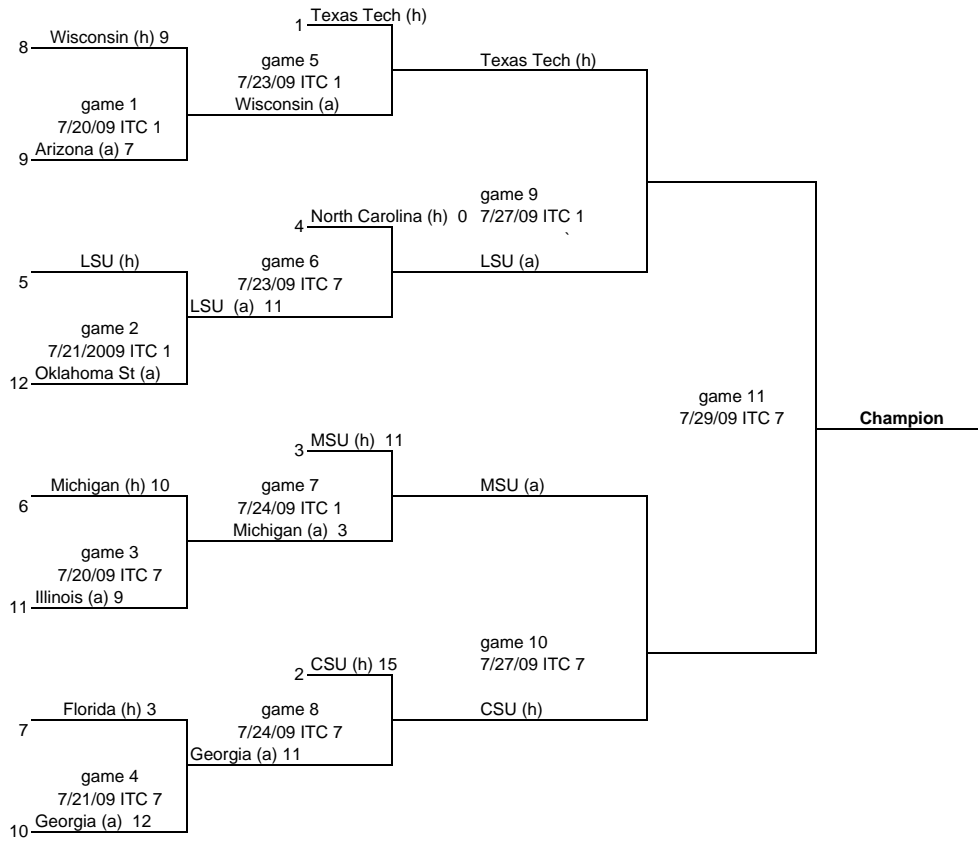 1 Texas Tech (h)
8 Wisconsin (h) 9
game 5
7/23/09 ITC 1
Texas Tech (h)
game 1
7/20/09 ITC 1
Wisconsin (a)
9 Arizona (a) 7
game 9
4 North Carolina (h) 0 7/27/09 ITC 1
`
5 LSU (h)
game 6
7/23/09 ITC 7
LSU (a)
LSU (a) 11
game 2
7/21/2009 ITC 1
12 Oklahoma St (a)
game 11
7/29/09 ITC 7
Champion
3 MSU (h) 11
6 Michigan (h) 10
game 7
7/24/09 ITC 1
MSU (a)
Michigan (a) 3
game 3
7/20/09 ITC 7
11 Illinois (a) 9
game 10
7/27/09 ITC 7
2 CSU (h) 15
7 Florida (h) 3
game 8
7/24/09 ITC 7
CSU (h)
Georgia (a) 11
game 4
7/21/09 ITC 7
10 Georgia (a) 12